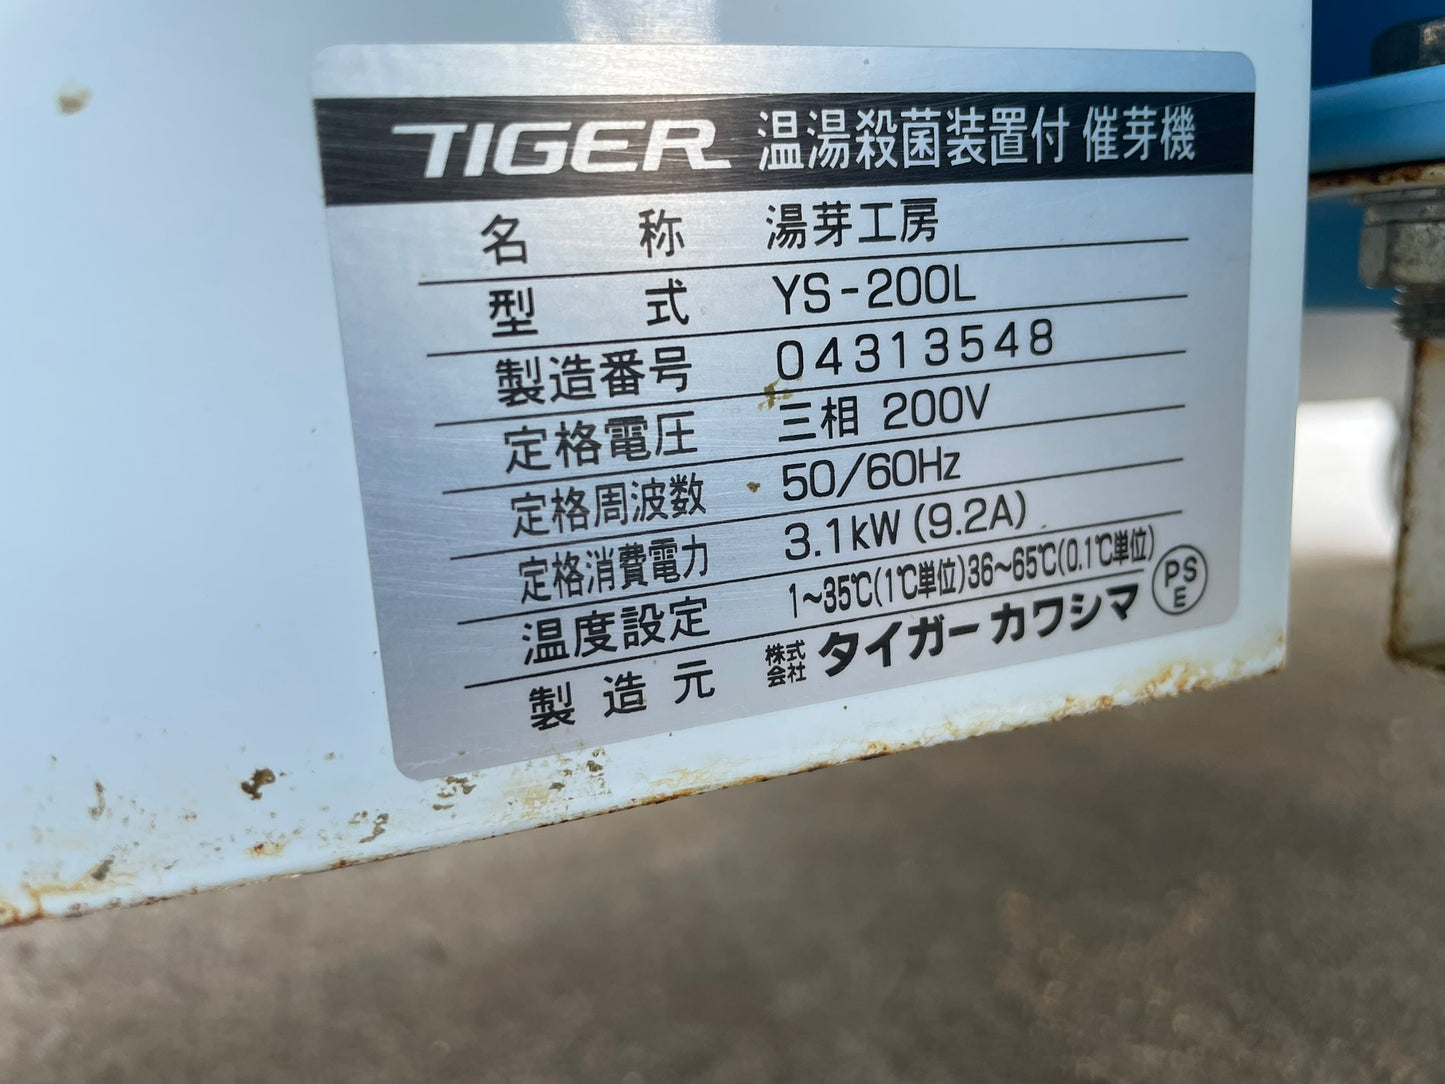 TIGER 温湯殺菌装置付 催芽機
名称 湯芽工房
型式 YS-200L
製造番号 04313548
定格電圧 三相 200V
定格周波数 50/60Hz
定格消費電力 3.1kW (9.2A)
温度設定 1~35℃(1℃単位)36~65℃(0.1℃単位)
製造元 株式会社 タイガーカワシマ PSE